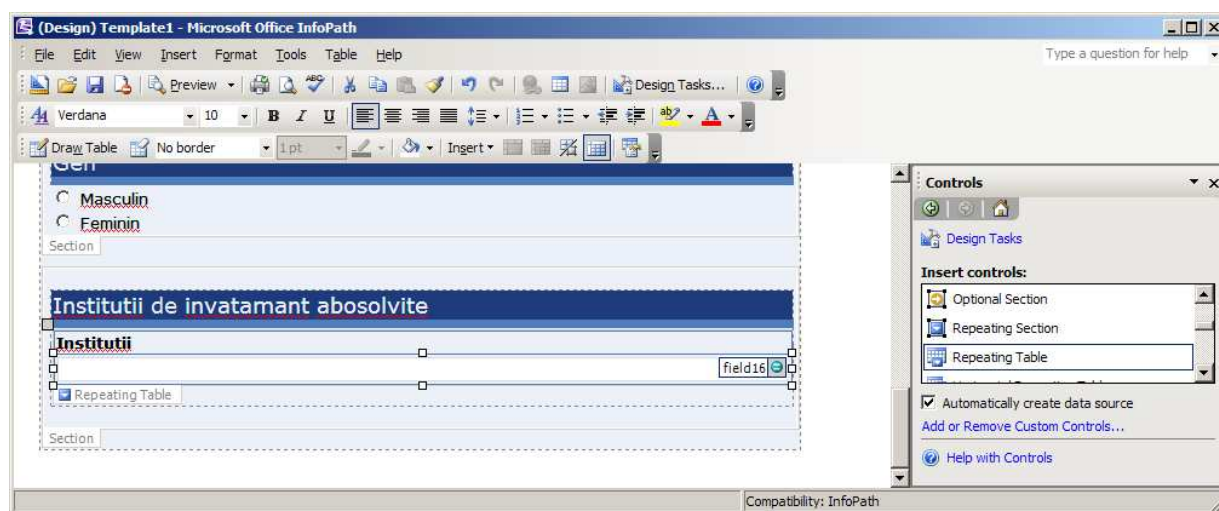 (Design) Template1 - Microsoft Office InfoPath
File Edit View Insert Format Tools Table Help Type a question for help
Preview Design Tasks...
Verdana 10 B I U
Draw Table No border 1 pt Insert
Gen
Masculin
Feminin
Section
Institutii de invatamant abosolvite
Institutii
field16
Repeating Table
Section
Controls
Design Tasks
Insert controls:
Optional Section
Repeating Section
Repeating Table
Automatically create data source
Add or Remove Custom Controls...
Help with Controls
Compatibility: InfoPath